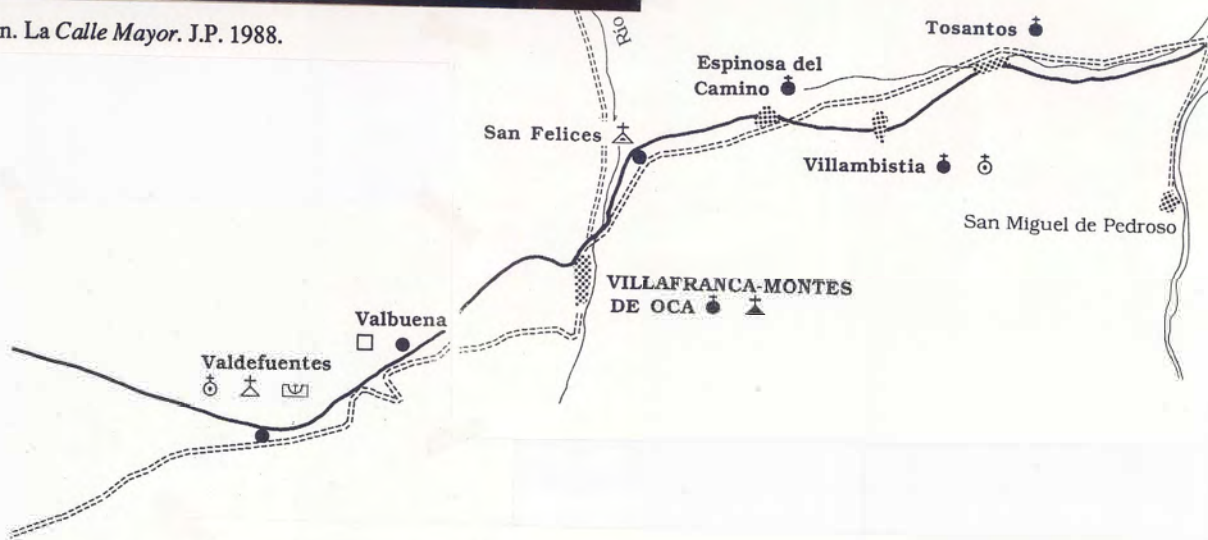 n. La Calle Mayor. J.P. 1988.
Río
Tosantos
Espinosa del
Camino
San Felices
Villambistia
San Miguel de Pedroso
VILLAFRANCA-MONTES
DE OCA
Valbuena
Valdefuentes